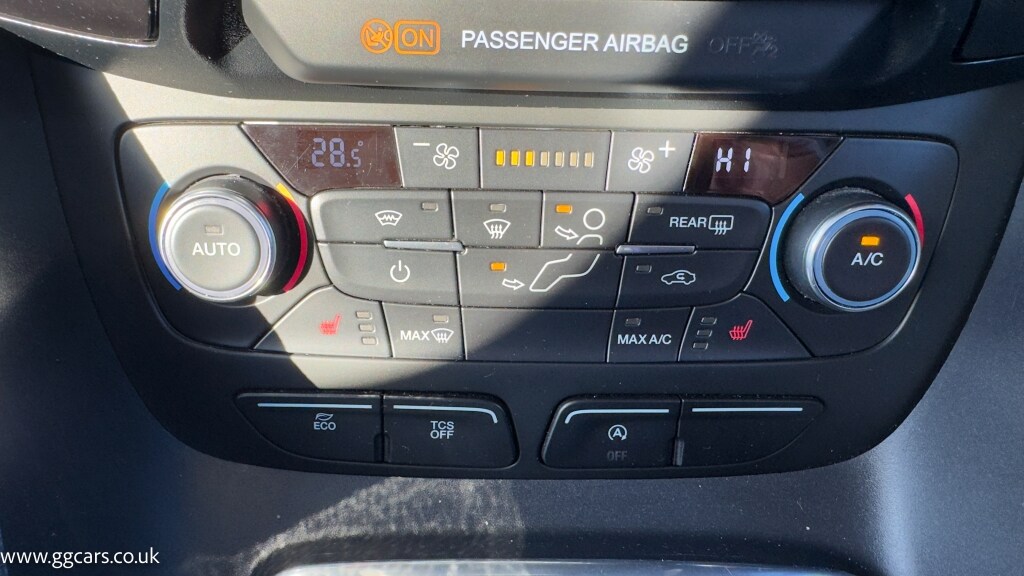 ON PASSENGER AIRBAG OFF
28.5° - + HI
AUTO
REAR
A/C
MAX
MAX A/C
ECO
TCS
OFF
A
OFF
www.ggcars.co.uk